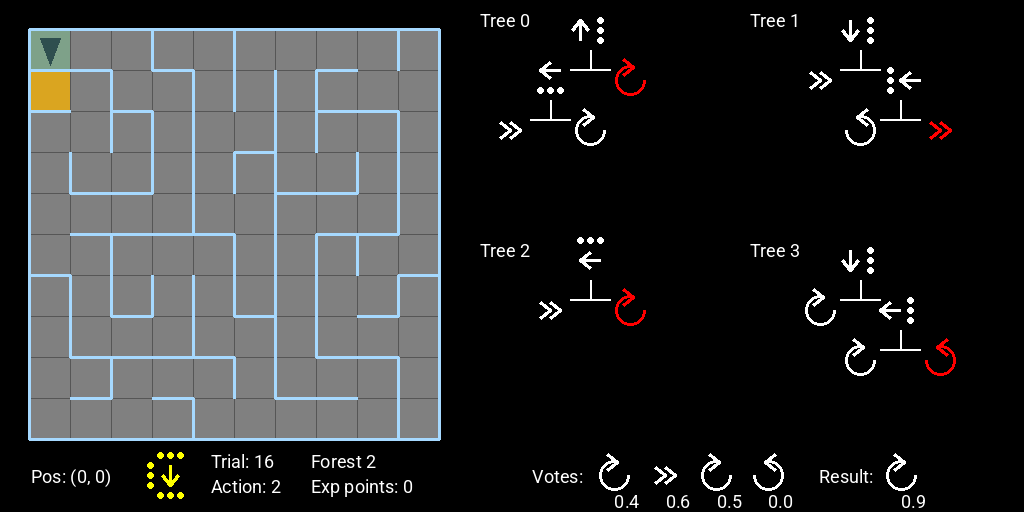 Tree 0
Tree 1
Tree 2
Tree 3
Pos: (0, 0)
Trial: 16
Forest 2
Action: 2
Exp points: 0
Votes:
0.4
0.6
0.5
0.0
Result:
0.9